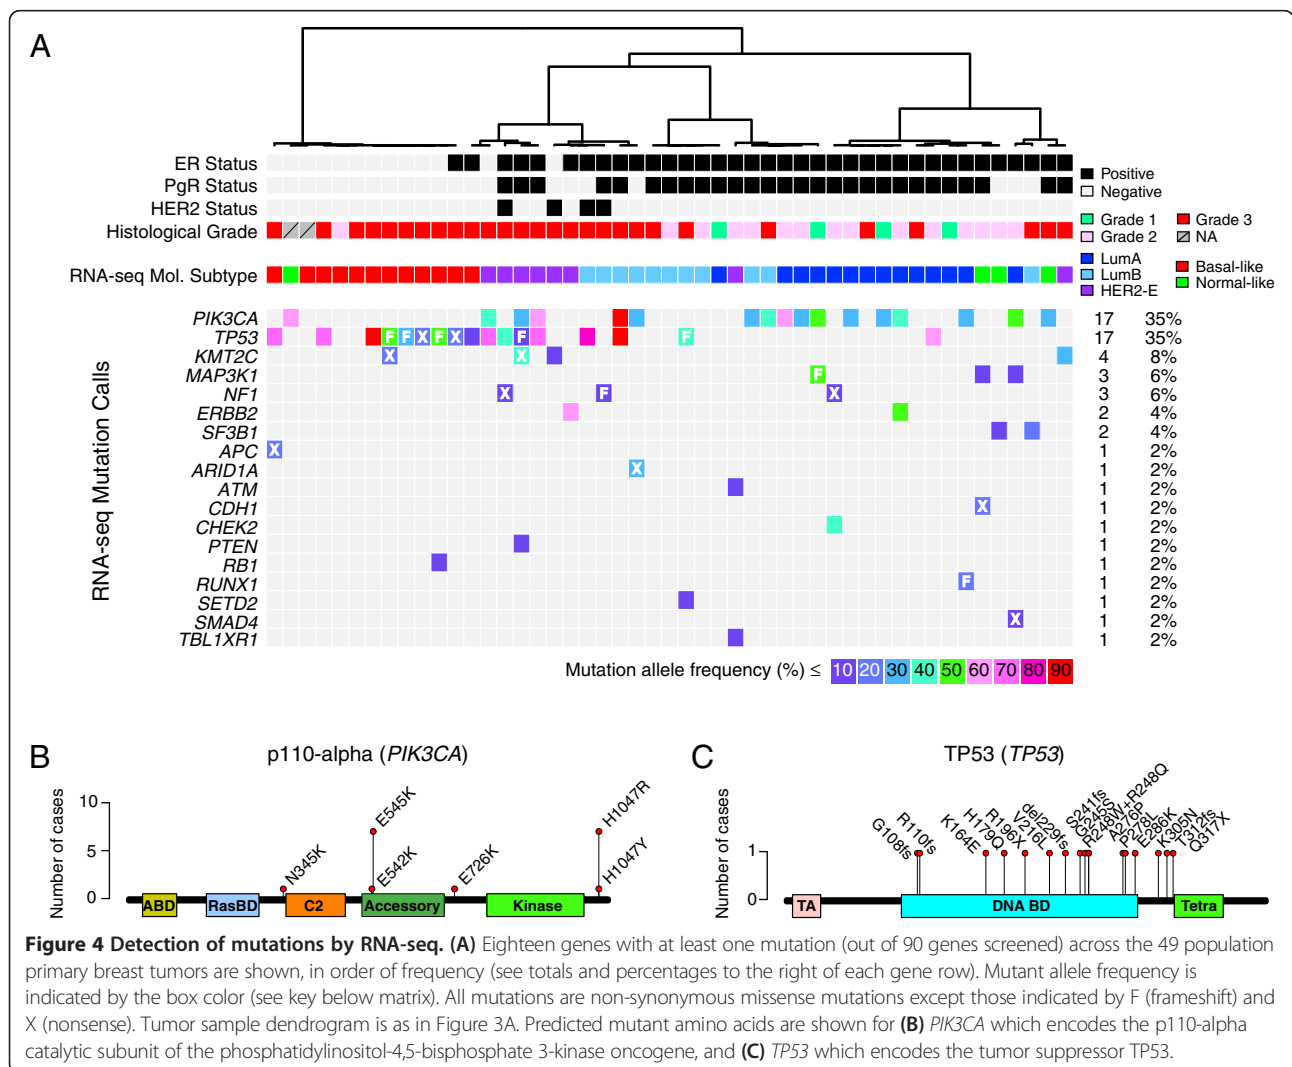 A
ER Status
PgR Status
HER2 Status
Histological Grade
RNA-seq Mol. Subtype
Positive
Negative
Grade 1
Grade 2
Grade 3
NA
LumA
LumB
HER2-E
Basal-like
Normal-like
RNA-seq Mutation Calls
PIK3CA 17 35%
TP53 F F X F X F F 17 35%
KMT2C X X 4 8%
MAP3K1 F 3 6%
NF1 X F X 3 6%
ERBB2 2 4%
SF3B1 2 4%
APC X 1 2%
ARID1A X 1 2%
ATM 1 2%
CDH1 X 1 2%
CHEK2 1 2%
PTEN 1 2%
RB1 1 2%
RUNX1 F 1 2%
SETD2 1 2%
SMAD4 X 1 2%
TBL1XR1 1 2%
Mutation allele frequency (%) ≤ 10 20 30 40 50 60 70 80 90
B
p110-alpha (PIK3CA)
Number of cases
10
5
0
N345K
E545K
E542K
E726K
H1047R
H1047Y
ABD
RasBD
C2
Accessory
Kinase
C
TP53 (TP53)
Number of cases
1
0
G108fs
R110fs
K164E
H179Q
R196X
V216L
del229fs
S241fs
G245S
R248W+R248Q
A276P
P278L
E286K
K305N
T312fs
Q317X
TA
DNA BD
Tetra
Figure 4 Detection of mutations by RNA-seq. (A) Eighteen genes with at least one mutation (out of 90 genes screened) across the 49 population
primary breast tumors are shown, in order of frequency (see totals and percentages to the right of each gene row). Mutant allele frequency is
indicated by the box color (see key below matrix). All mutations are non-synonymous missense mutations except those indicated by F (frameshift) and
X (nonsense). Tumor sample dendrogram is as in Figure 3A. Predicted mutant amino acids are shown for (B) PIK3CA which encodes the p110-alpha
catalytic subunit of the phosphatidylinositol-4,5-bisphosphate 3-kinase oncogene, and (C) TP53 which encodes the tumor suppressor TP53.